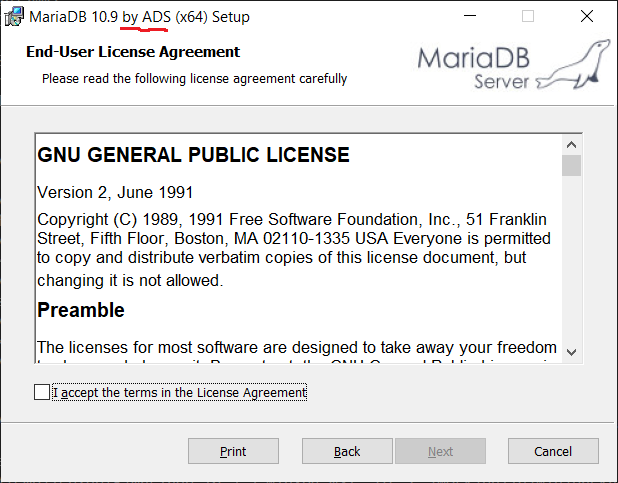 MariaDB 10.9 by ADS (x64) Setup
End-User License Agreement
Please read the following license agreement carefully
MariaDB
Server
GNU GENERAL PUBLIC LICENSE
Version 2, June 1991
Copyright (C) 1989, 1991 Free Software Foundation, Inc., 51 Franklin
Street, Fifth Floor, Boston, MA 02110-1335 USA Everyone is permitted
to copy and distribute verbatim copies of this license document, but
changing it is not allowed.
Preamble
The licenses for most software are designed to take away your freedom
I accept the terms in the License Agreement
Print
Back
Next
Cancel